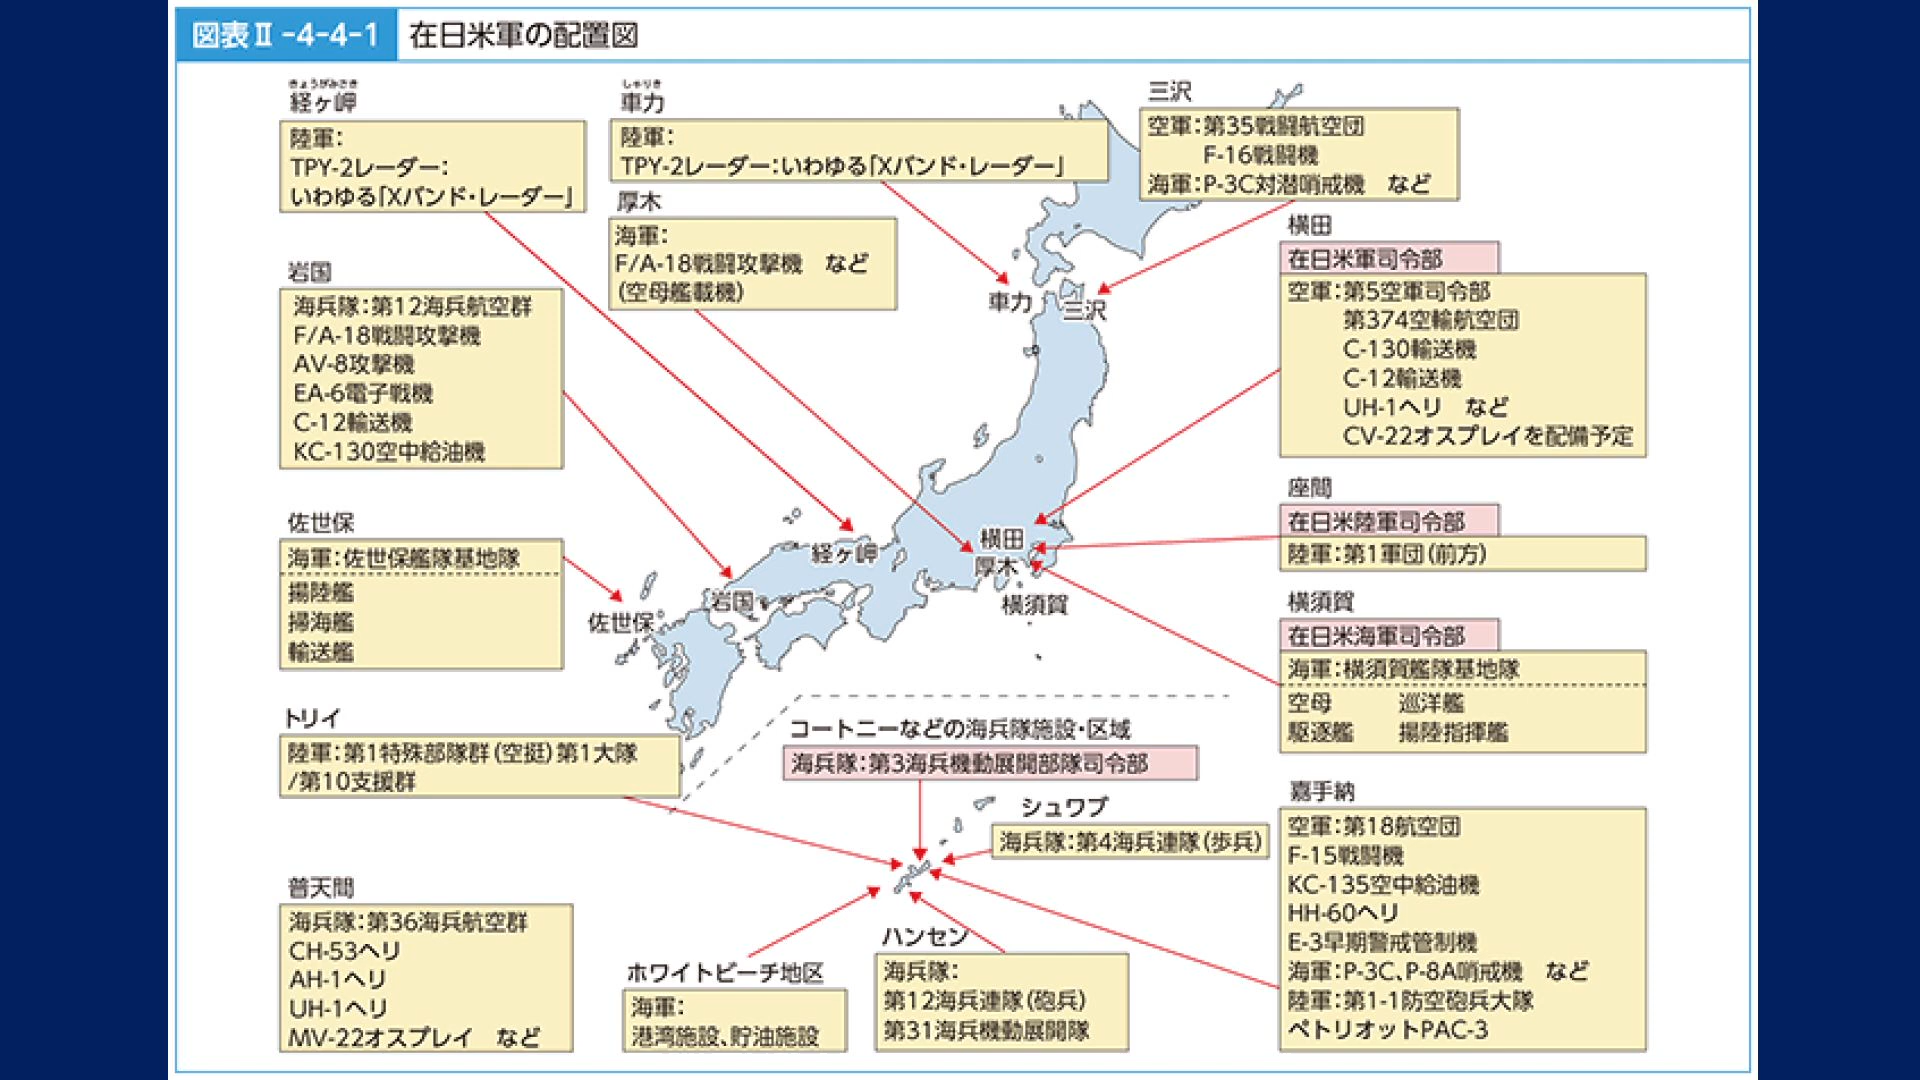 図表Ⅱ-4-4-1 在日米軍の配置図
きょうがみさき
経ヶ岬
陸軍：
TPY-2レーダー：
いわゆる「Xバンド・レーダー」
しゃりき
車力
陸軍：
TPY-2レーダー：いわゆる「Xバンド・レーダー」
三沢
空軍：第35戦闘航空団
F-16戦闘機
海軍：P-3C対潜哨戒機 など
厚木
海軍：
F/A-18戦闘攻撃機 など
（空母艦載機）
横田
在日米軍司令部
空軍：第5空軍司令部
第374空輸航空団
C-130輸送機
C-12輸送機
UH-1ヘリ など
CV-22オスプレイを配備予定
岩国
海兵隊：第12海兵航空群
F/A-18戦闘攻撃機
AV-8攻撃機
EA-6電子戦機
C-12輸送機
KC-130空中給油機
車力
三沢
座間
在日米陸軍司令部
陸軍：第1軍団（前方）
佐世保
海軍：佐世保艦隊基地隊
揚陸艦
掃海艦
輸送艦
経ヶ岬
横田
厚木
横須賀
岩国
佐世保
横須賀
在日米海軍司令部
海軍：横須賀艦隊基地隊
空母 巡洋艦
駆逐艦 揚陸指揮艦
トリイ
陸軍：第1特殊部隊群（空挺）第1大隊
/第10支援群
コートニーなどの海兵隊施設・区域
海兵隊：第3海兵機動展開部隊司令部
シュワブ
海兵隊：第4海兵連隊（歩兵）
嘉手納
空軍：第18航空団
F-15戦闘機
KC-135空中給油機
HH-60ヘリ
E-3早期警戒管制機
海軍：P-3C、P-8A哨戒機 など
陸軍：第1-1防空砲兵大隊
ペトリオットPAC-3
普天間
海兵隊：第36海兵航空群
CH-53ヘリ
AH-1ヘリ
UH-1ヘリ
MV-22オスプレイ など
ホワイトビーチ地区
海軍：
港湾施設、貯油施設
ハンセン
海兵隊：
第12海兵連隊（砲兵）
第31海兵機動展開隊